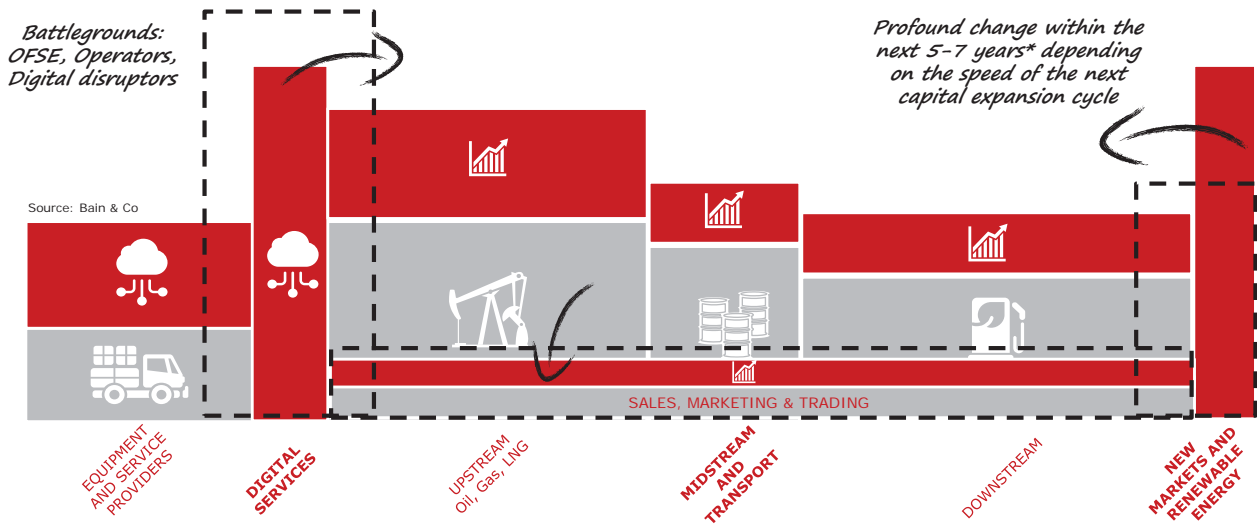 Battlegrounds:
OFSE, Operators,
Digital disruptors
Profound change within the
next 5-7 years* depending
on the speed of the next
capital expansion cycle
Source: Bain & Co
SALES, MARKETING & TRADING
EQUIPMENT
AND SERVICE
PROVIDERS
DIGITAL
SERVICES
UPSTREAM
Oil, Gas, LNG
MIDSTREAM
AND
TRANSPORT
DOWNSTREAM
NEW
MARKETS AND
RENEWABLE
ENERGY